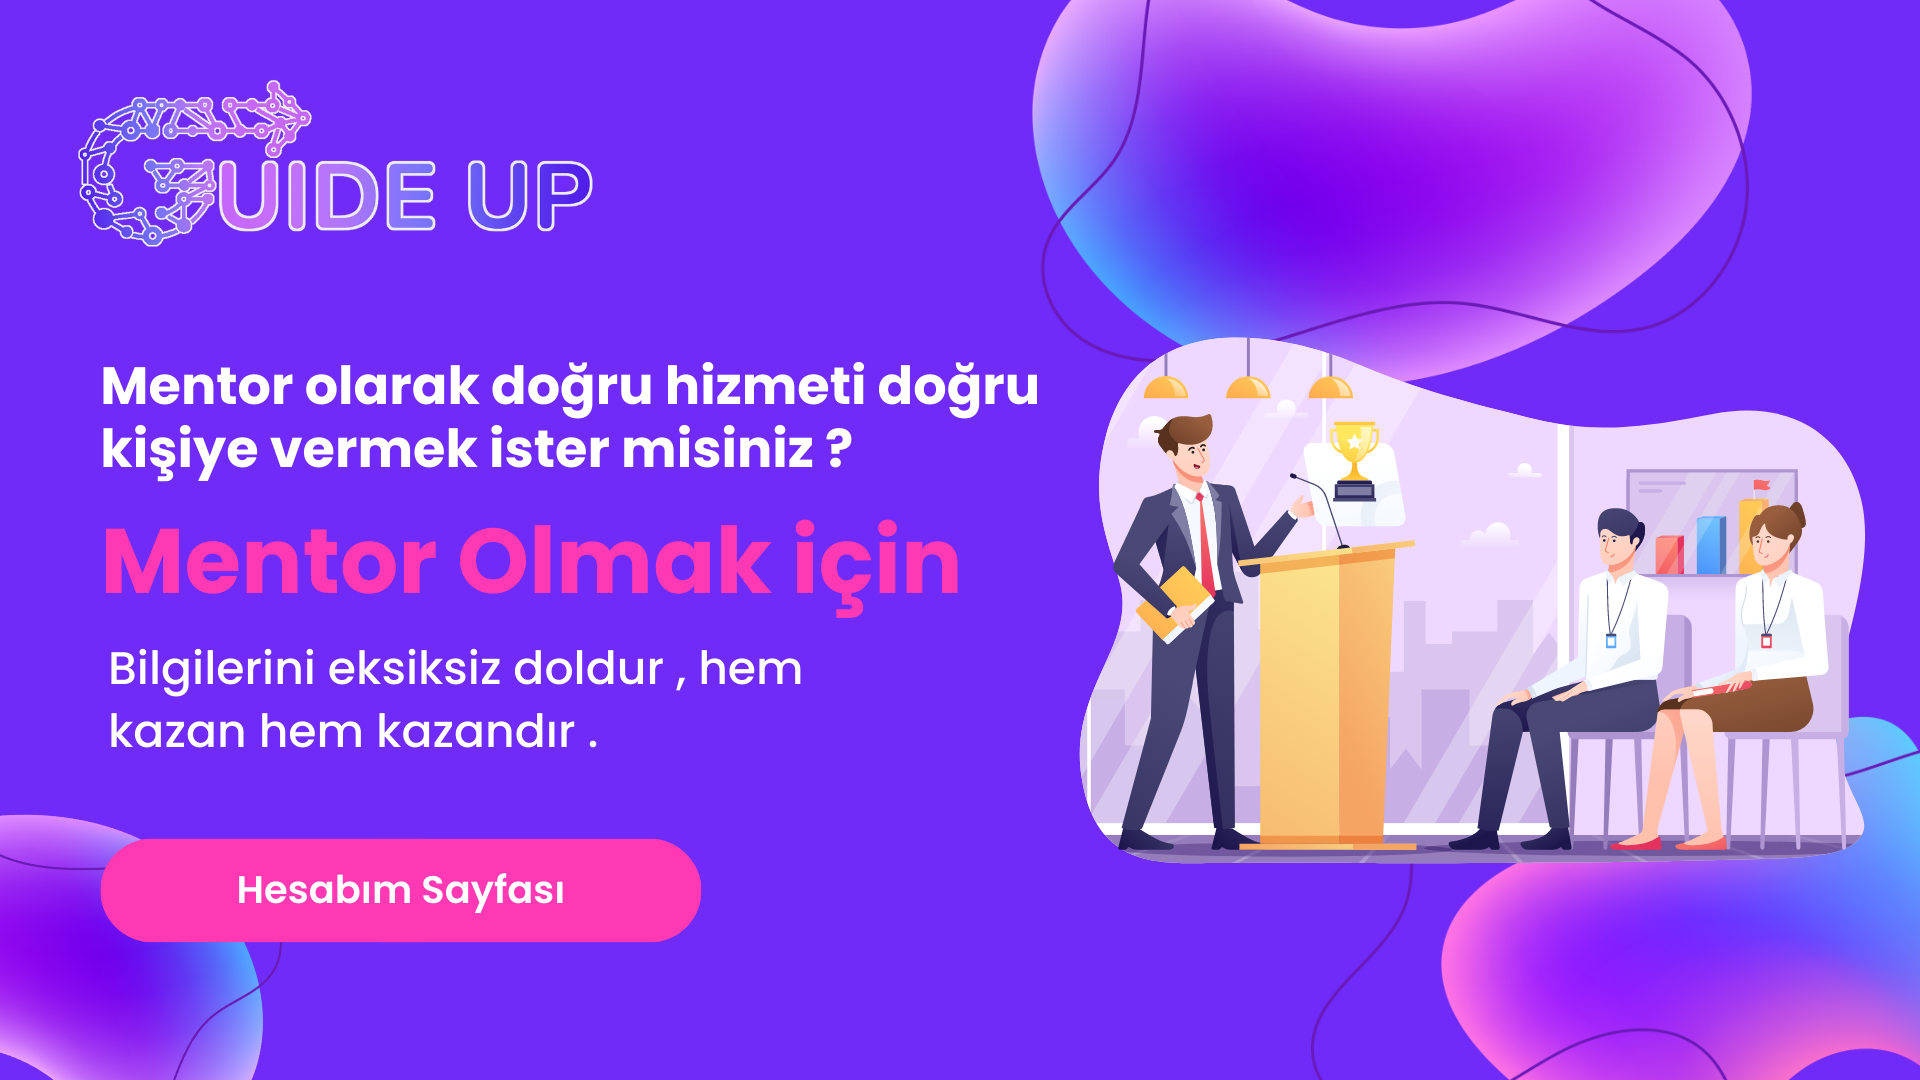 GUIDE UP
Mentor olarak doğru hizmeti doğru
kişiye vermek ister misiniz ?
Mentor Olmak için
Bilgilerini eksiksiz doldur , hem
kazan hem kazandır .
Hesabım Sayfası